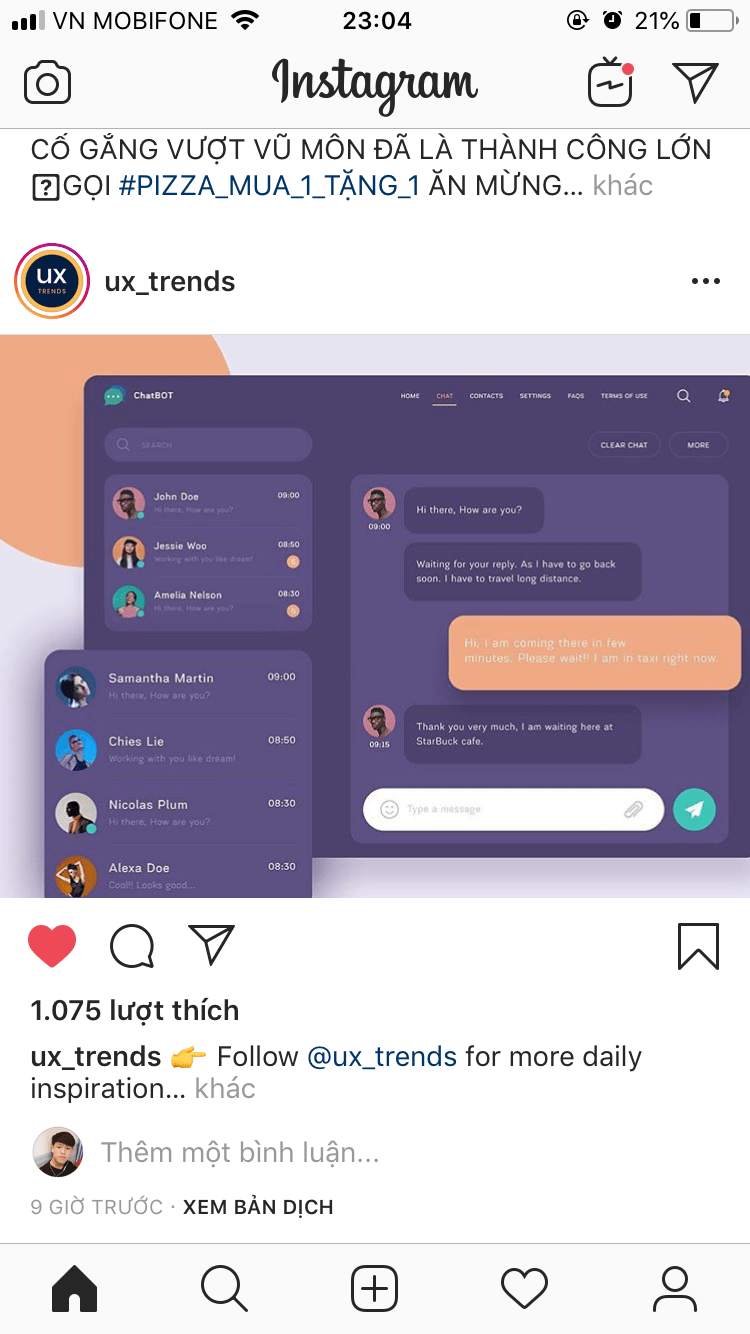 VN MOBIFONE 23:04 21%
Instagram
CỐ GẮNG VƯỢT VŨ MÔN ĐÃ LÀ THÀNH CÔNG LỚN
?GỌI #PIZZA_MUA_1_TẶNG_1 ĂN MỪNG... khác
UX
TRENDS
ux_trends
ChatBOT
HOME CHAT CONTACTS SETTINGS FAQS TERMS OF USE
SEARCH
CLEAR CHAT MORE
John Doe 09:00
Hi there, How are you?
Jessie Woo 08:50
Working with you like dream!
Amelia Nelson 08:30
Hi there, How are you?
Samantha Martin 09:00
Hi there, How are you?
Chies Lie 08:50
Working with you like dream!
Nicolas Plum 08:30
Hi there, How are you?
Alexa Doe 08:30
Cool!! Looks good...
Hi there, How are you?
09:00
Waiting for your reply. As I have to go back
soon. I have to travel long distance.
Hi, I am coming there in few
minutes. Please wait!! I am in taxi right now.
Thank you very much, I am waiting here at
StarBuck cafe.
09:15
Type a message
1.075 lượt thích
ux_trends 👉 Follow @ux_trends for more daily
inspiration... khác
Thêm một bình luận...
9 GIỜ TRƯỚC · XEM BẢN DỊCH